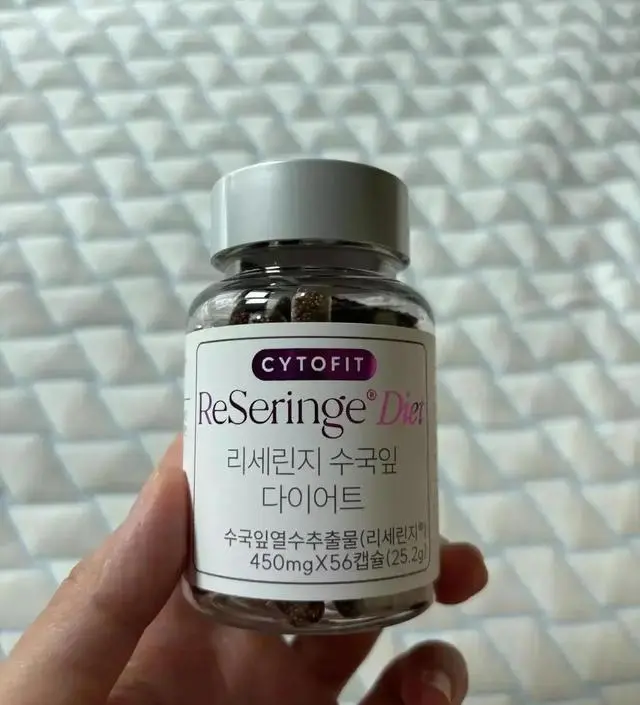 CYTOFIT
ReSeringe® Diet
리세린지 수국잎
다이어트
수국잎열수추출물(리세린지®)
450mgX56캡슐(25.2g)